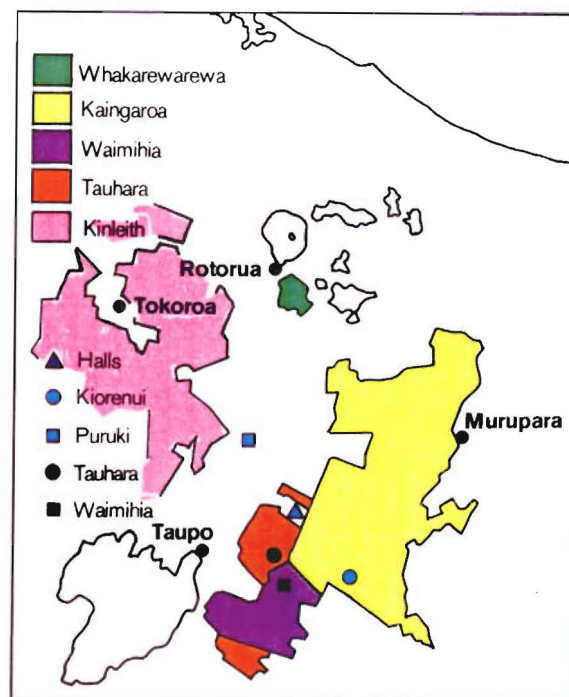 Whakarewarewa
Kaingaroa
Waimihia
Tauhara
Kinleith
Rotorua
Tokoroa
Halls
Kiorenui
Puruki
Murupara
Tauhara
Waimihia
Taupo